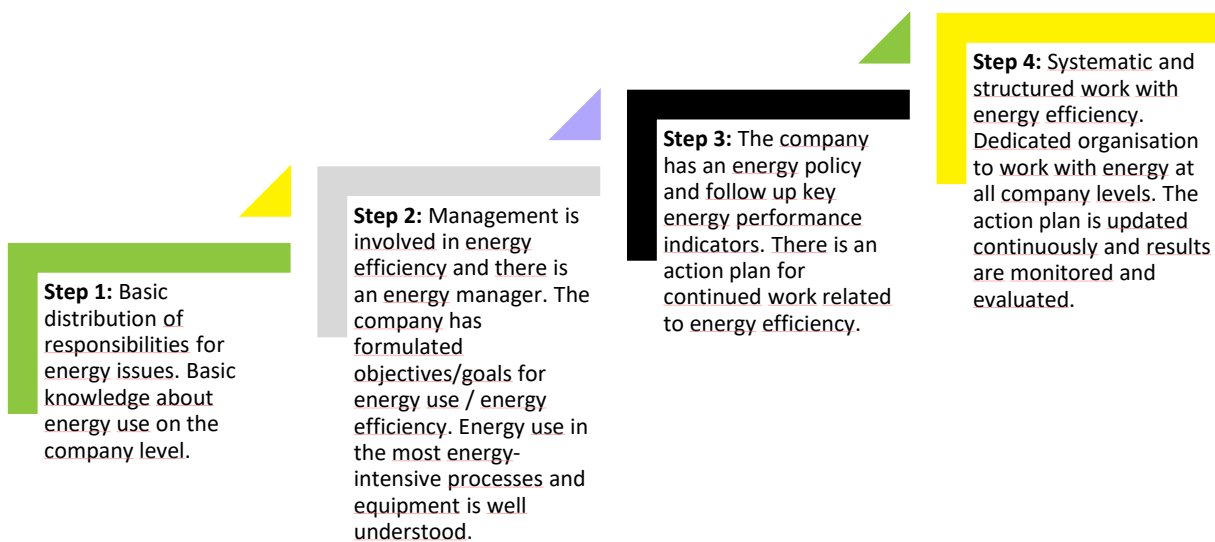 Step 1: Basic
distribution of
responsibilities for
energy issues. Basic
knowledge about
energy use on the
company level.
Step 2: Management is
involved in energy
efficiency and there is
an energy manager. The
company has
formulated
objectives/goals for
energy use / energy
efficiency. Energy use in
the most energy-
intensive processes and
equipment is well
understood.
Step 3: The company
has an energy policy
and follow up key
energy performance
indicators. There is an
action plan for
continued work related
to energy efficiency.
Step 4: Systematic and
structured work with
energy efficiency.
Dedicated organisation
to work with energy at
all company levels. The
action plan is updated
continuously and results
are monitored and
evaluated.